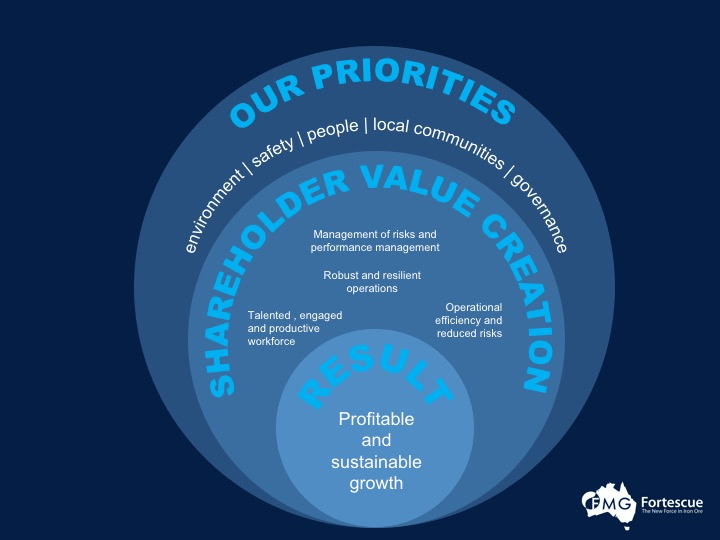 OUR PRIORITIES
environment | safety | people | local communities | governance
SHAREHOLDER VALUE CREATION
Management of risks and
performance management
Robust and resilient
operations
Talented , engaged
and productive
workforce
Operational
efficiency and
reduced risks
RESULT
Profitable
and
sustainable
growth
FMG Fortescue
The New Force in Iron Ore